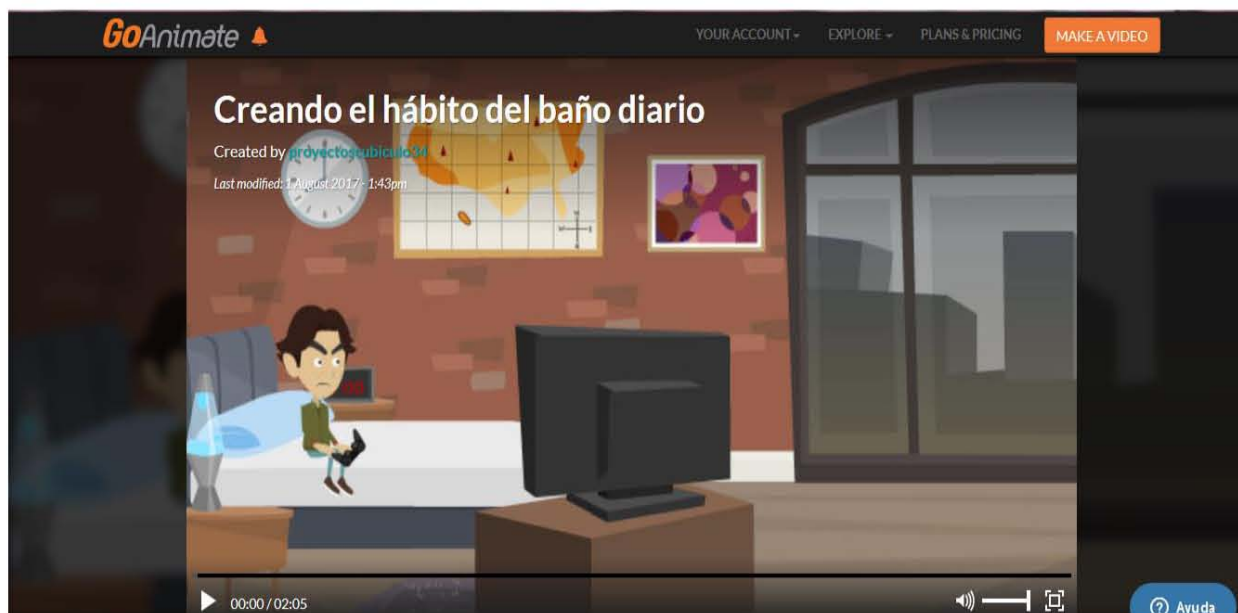 GoAnimate
YOUR ACCOUNT
EXPLORE
PLANS & PRICING
MAKE A VIDEO
Creando el hábito del baño diario
Created by proyectoscubiculo34
Last modified: 1 August 2017 - 1:43pm
00:00 / 02:05
Ayuda